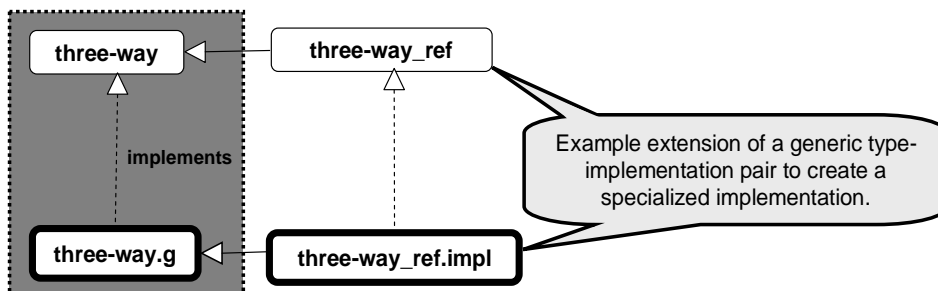 three-way
three-way_ref
implements
Example extension of a generic type-
implementation pair to create a
specialized implementation.
three-way.g
three-way_ref.impl